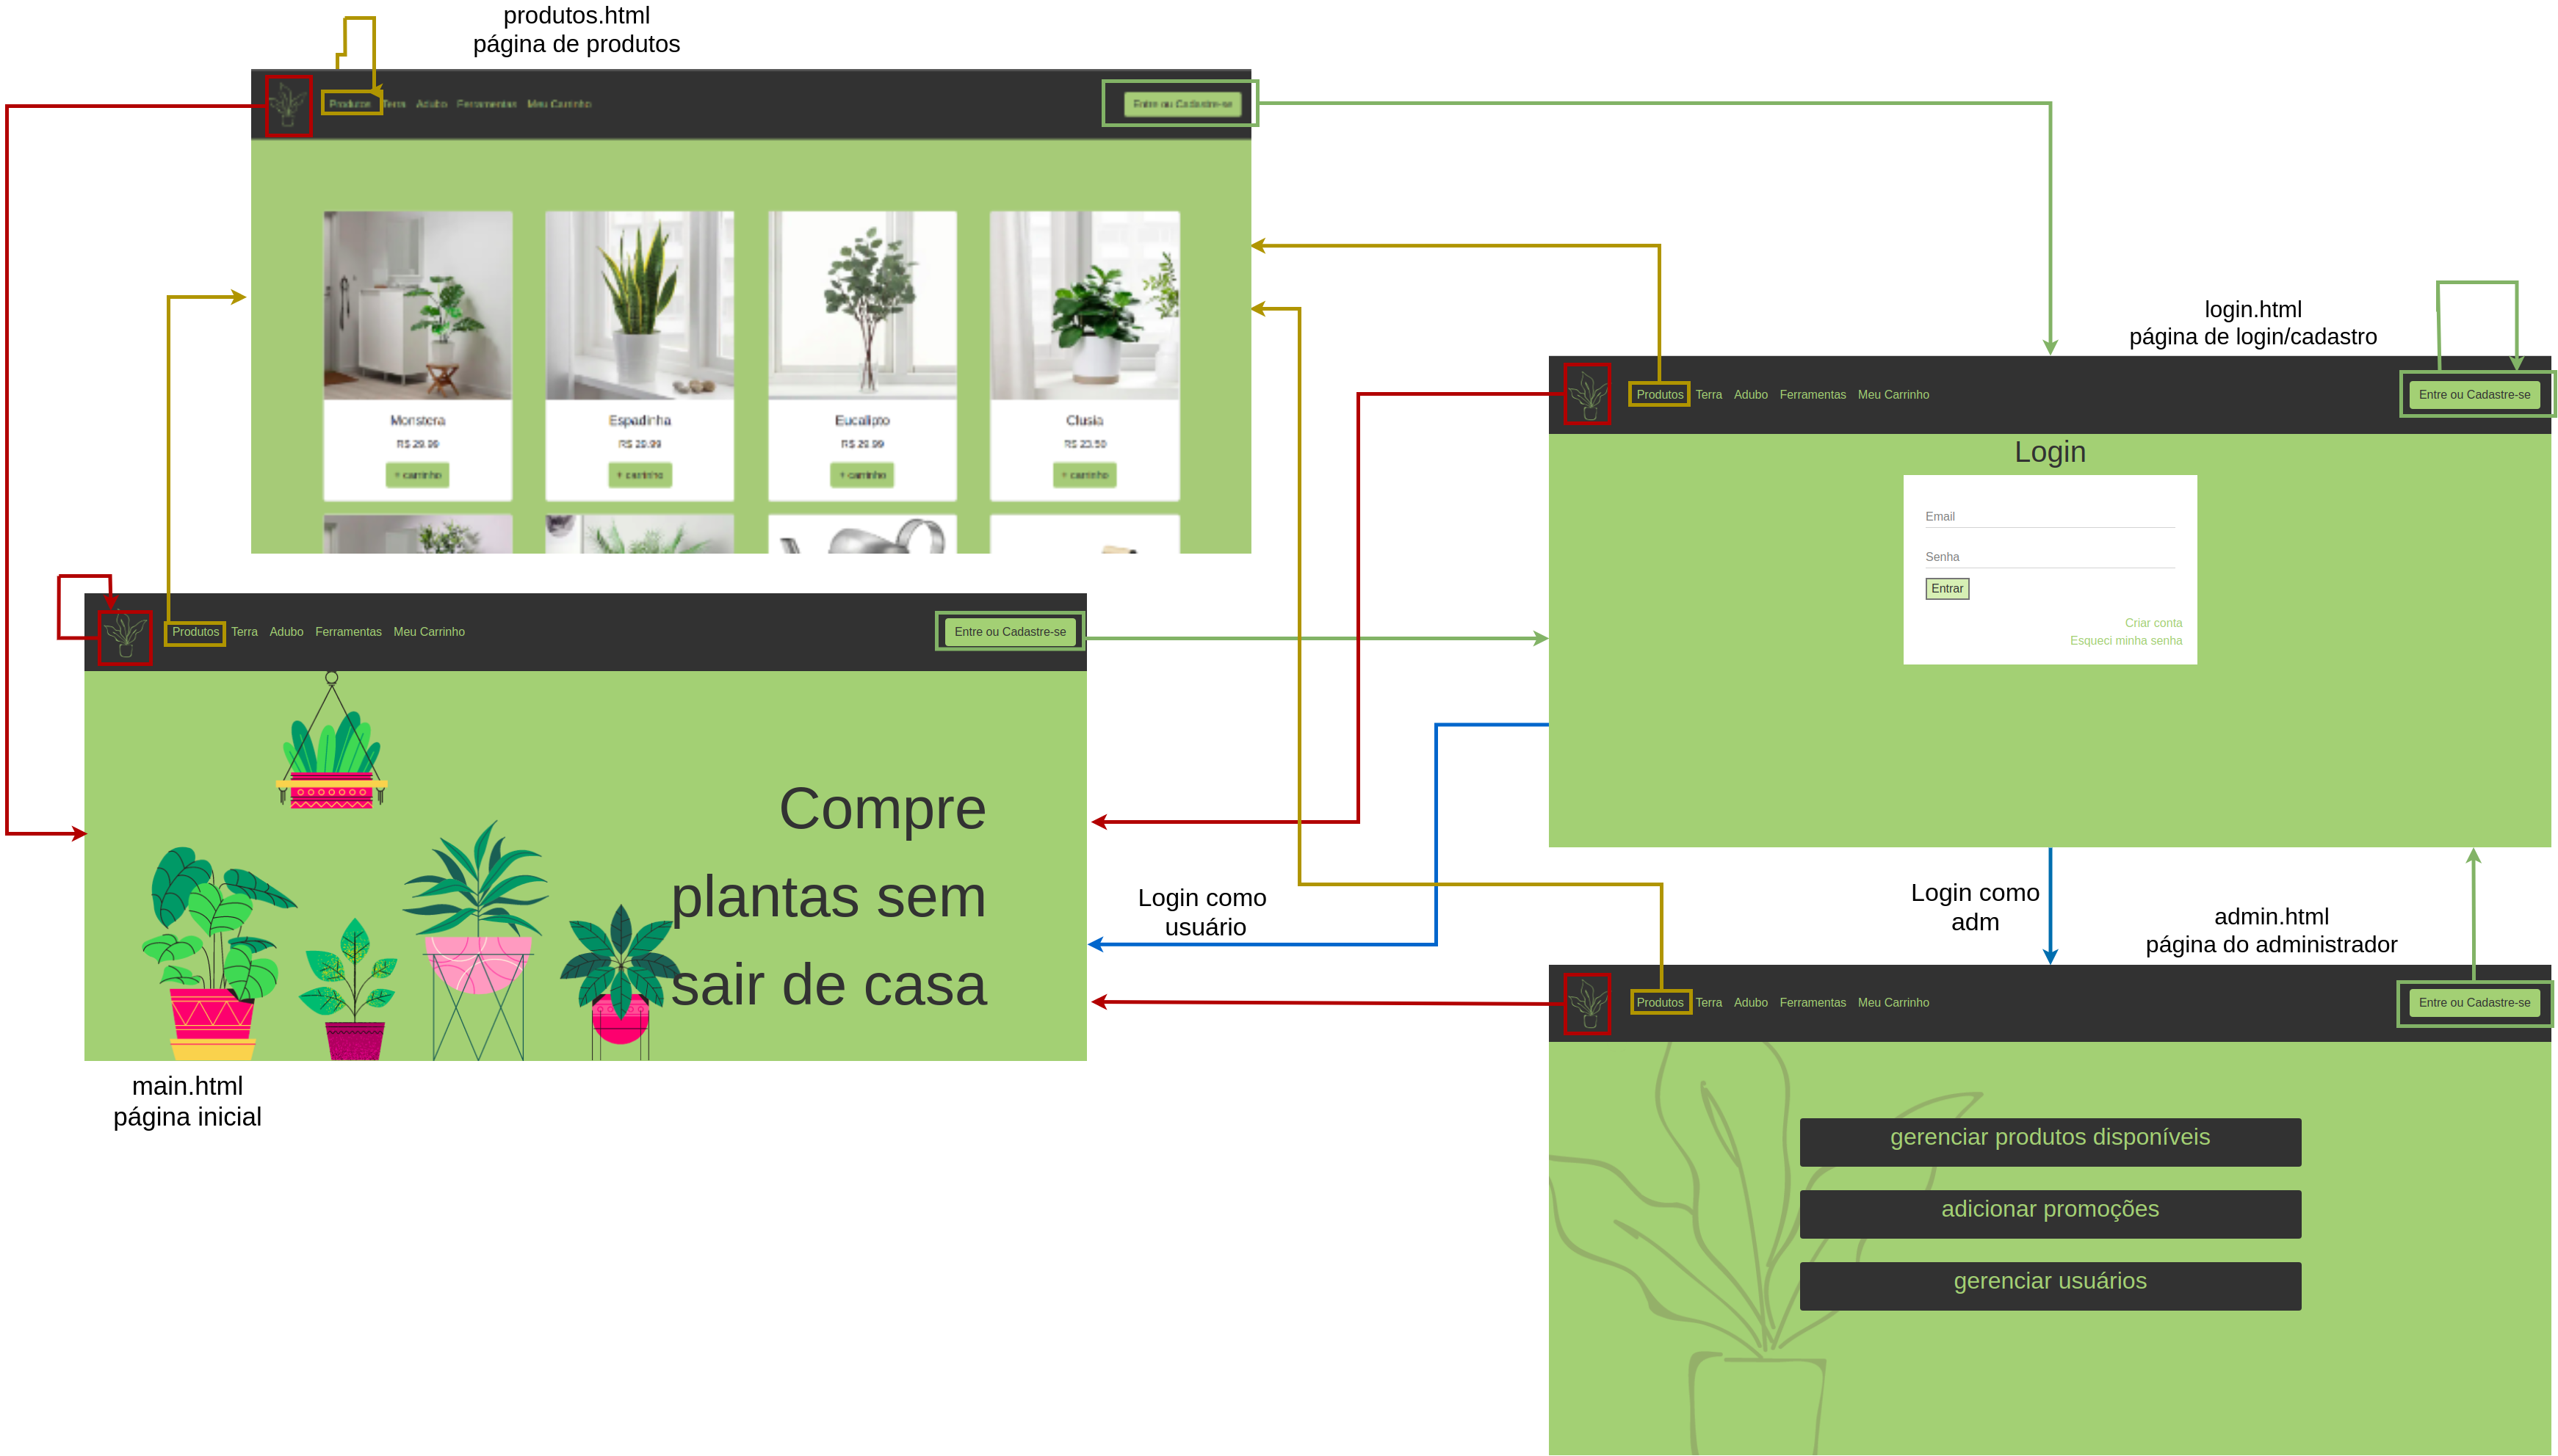 produtos.html
página de produtos
Produtos Terra Adubo Ferramentas Meu Carrinho
Entre ou Cadastre-se
Monstera
R$ 29.99
+ carrinho
Espadinha
R$ 29.99
+ carrinho
Eucalipto
R$ 29.99
+ carrinho
Clusia
R$ 23.50
+ carrinho
login.html
página de login/cadastro
Produtos Terra Adubo Ferramentas Meu Carrinho
Entre ou Cadastre-se
Login
Email
Senha
Entrar
Criar conta
Esqueci minha senha
Produtos Terra Adubo Ferramentas Meu Carrinho
Entre ou Cadastre-se
Compre
plantas sem
sair de casa
main.html
página inicial
Login como
usuário
Login como
adm
admin.html
página do administrador
Produtos Terra Adubo Ferramentas Meu Carrinho
Entre ou Cadastre-se
gerenciar produtos disponíveis
adicionar promoções
gerenciar usuários